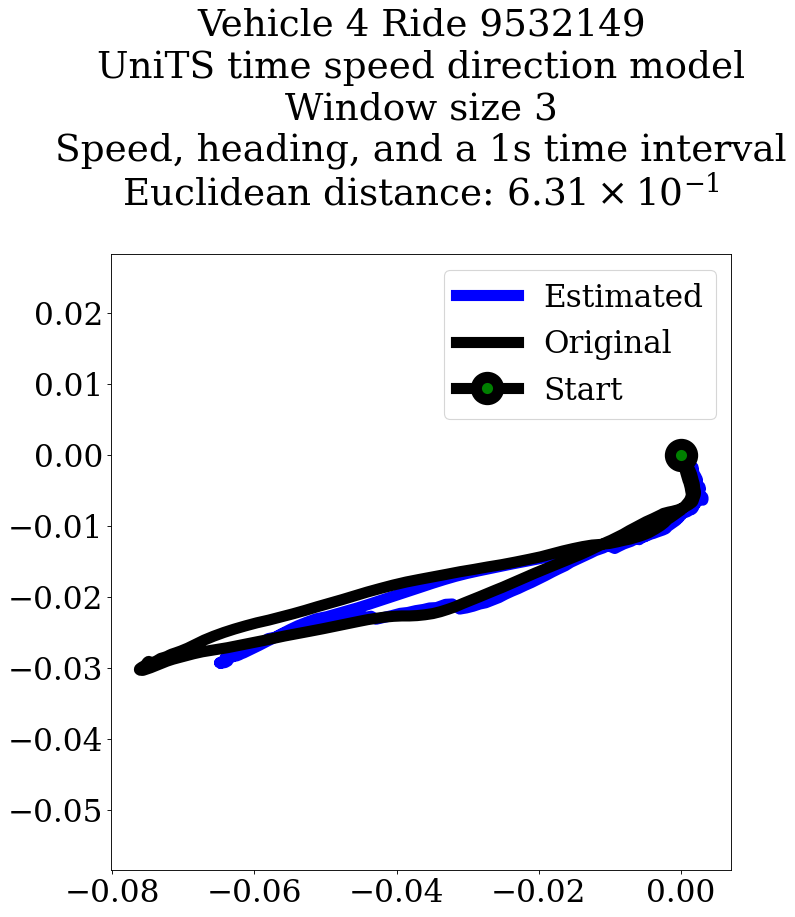 Vehicle 4 Ride 9532149
UniTS time speed direction model
Window size 3
Speed, heading, and a 1s time interval
Euclidean distance: 6.31 × 10⁻¹
Estimated
Original
Start
0.02
0.01
0.00
−0.01
−0.02
−0.03
−0.04
−0.05
−0.08 −0.06 −0.04 −0.02 0.00